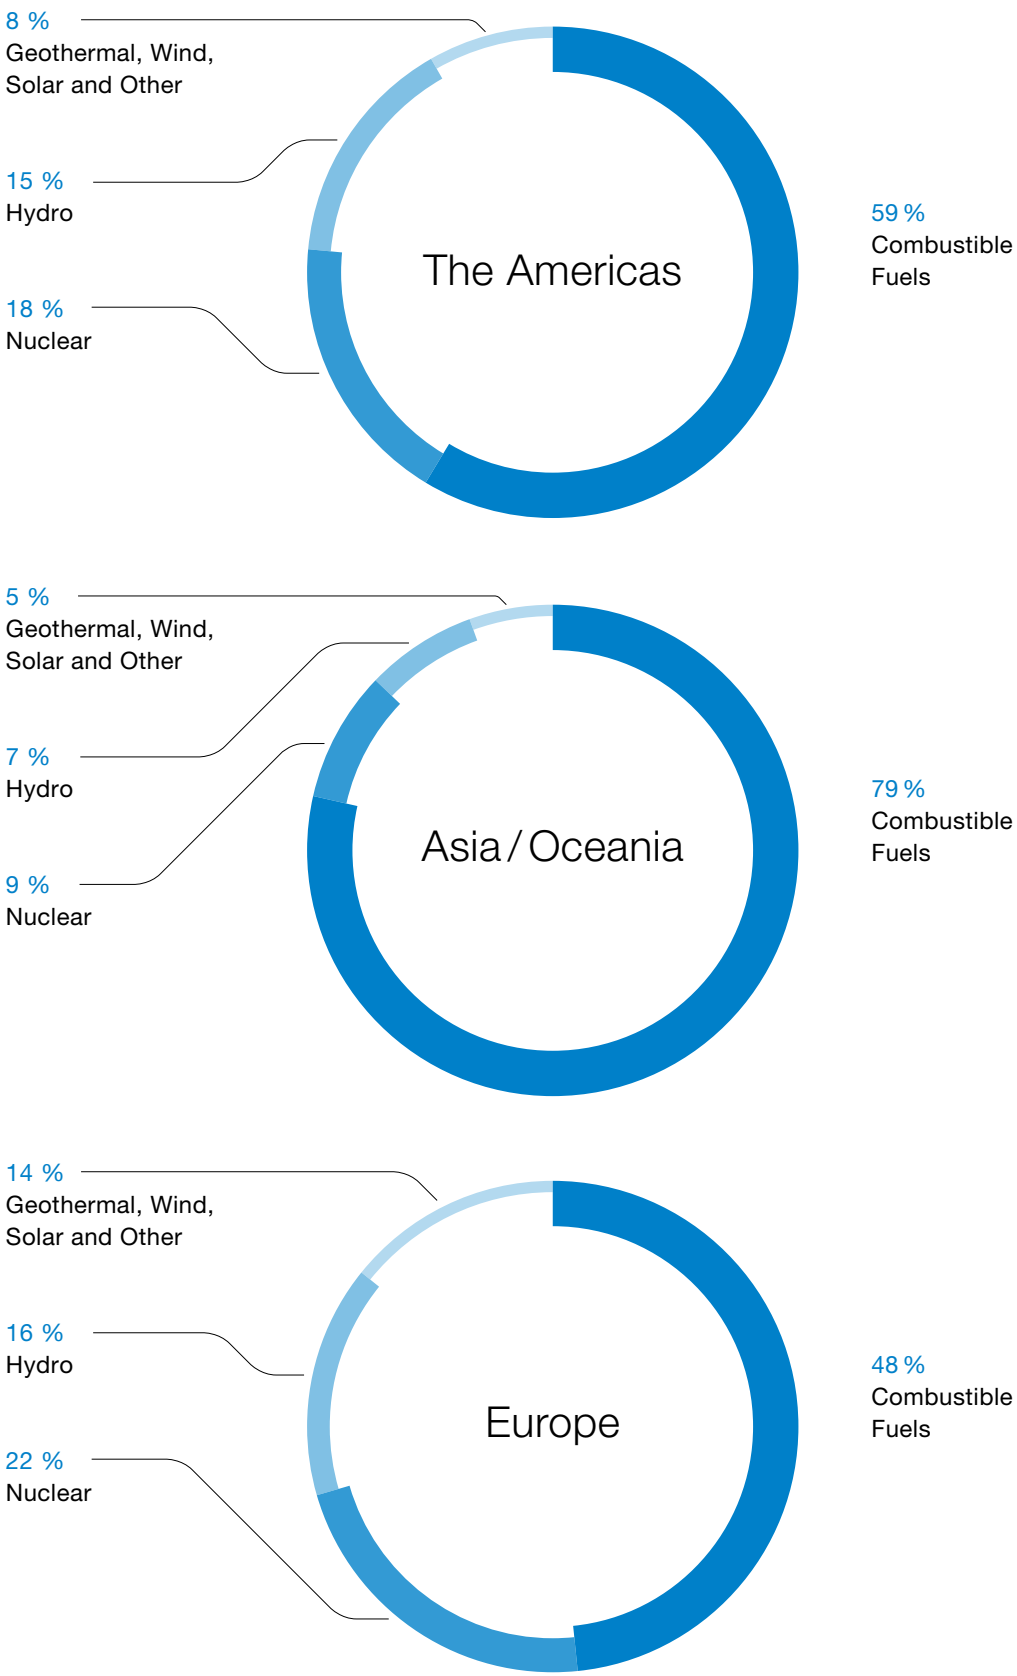 8 %
Geothermal, Wind,
Solar and Other
15 %
Hydro
18 %
Nuclear
The Americas
59 %
Combustible
Fuels
5 %
Geothermal, Wind,
Solar and Other
7 %
Hydro
9 %
Nuclear
Asia / Oceania
79 %
Combustible
Fuels
14 %
Geothermal, Wind,
Solar and Other
16 %
Hydro
22 %
Nuclear
Europe
48 %
Combustible
Fuels